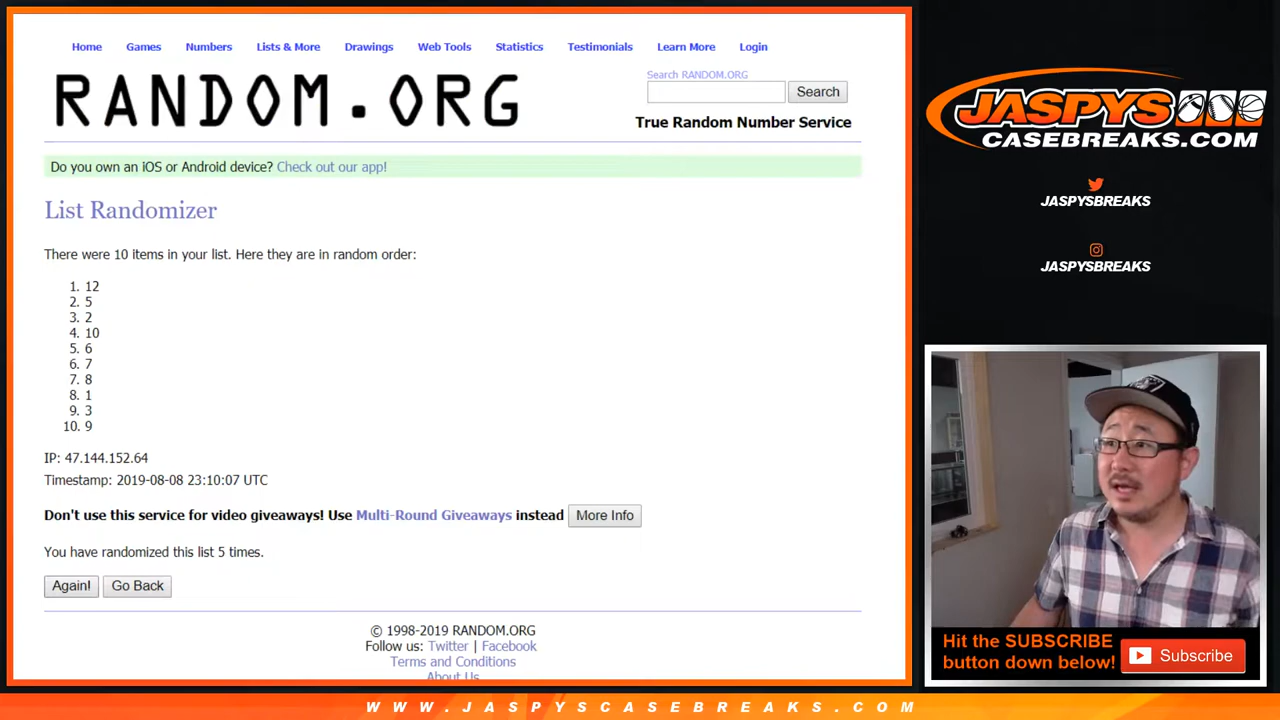 Home Games Numbers Lists & More Drawings Web Tools Statistics Testimonials Learn More Login
RANDOM.ORG
Search RANDOM.ORG
Search
True Random Number Service
Do you own an iOS or Android device? Check out our app!
List Randomizer
There were 10 items in your list. Here they are in random order:
1. 12
2. 5
3. 2
4. 10
5. 6
6. 7
7. 8
8. 1
9. 3
10. 9
IP: 47.144.152.64
Timestamp: 2019-08-08 23:10:07 UTC
Don't use this service for video giveaways! Use Multi-Round Giveaways instead More Info
You have randomized this list 5 times.
Again! Go Back
© 1998-2019 RANDOM.ORG
Follow us: Twitter | Facebook
Terms and Conditions
About Us
JASPYS
CASEBREAKS.COM
JASPYSBREAKS
JASPYSBREAKS
Hit the SUBSCRIBE
button down below!
Subscribe
WWW.JASPYSCASEBREAKS.COM